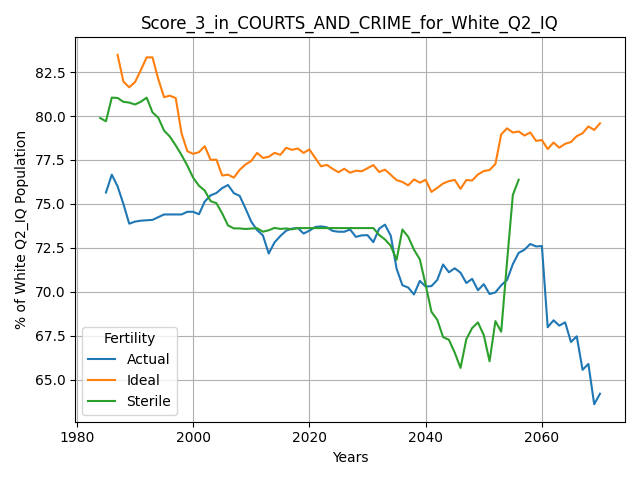 Score_3_in_COURTS_AND_CRIME_for_White_Q2_IQ
% of White Q2_IQ Population
82.5
80.0
77.5
75.0
72.5
70.0
67.5
65.0
Fertility
Actual
Ideal
Sterile
1980
2000
2020
2040
2060
Years